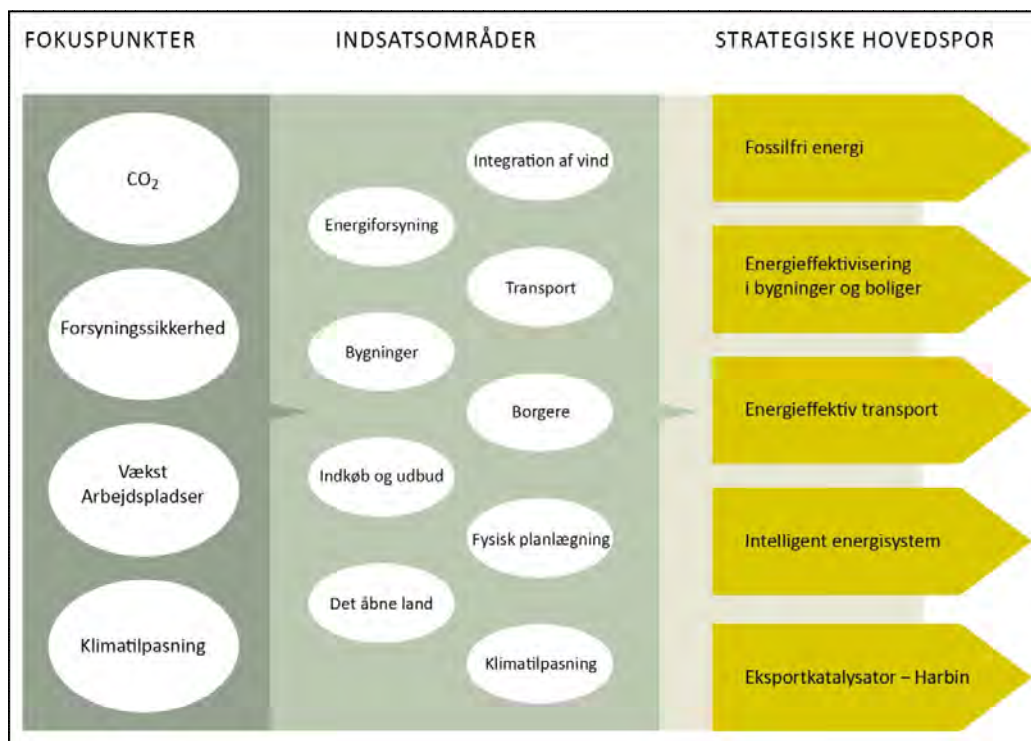 FOKUSPUNKTER
INDSATSOMRÅDER
STRATEGISKE HOVEDSPOR
CO₂
Forsyningssikkerhed
Vækst
Arbejdspladser
Klimatilpasning
Integration af vind
Energiforsyning
Transport
Bygninger
Borgere
Indkøb og udbud
Fysisk planlægning
Det åbne land
Klimatilpasning
Fossilfri energi
Energieffektivisering
i bygninger og boliger
Energieffektiv transport
Intelligent energisystem
Eksportkatalysator – Harbin